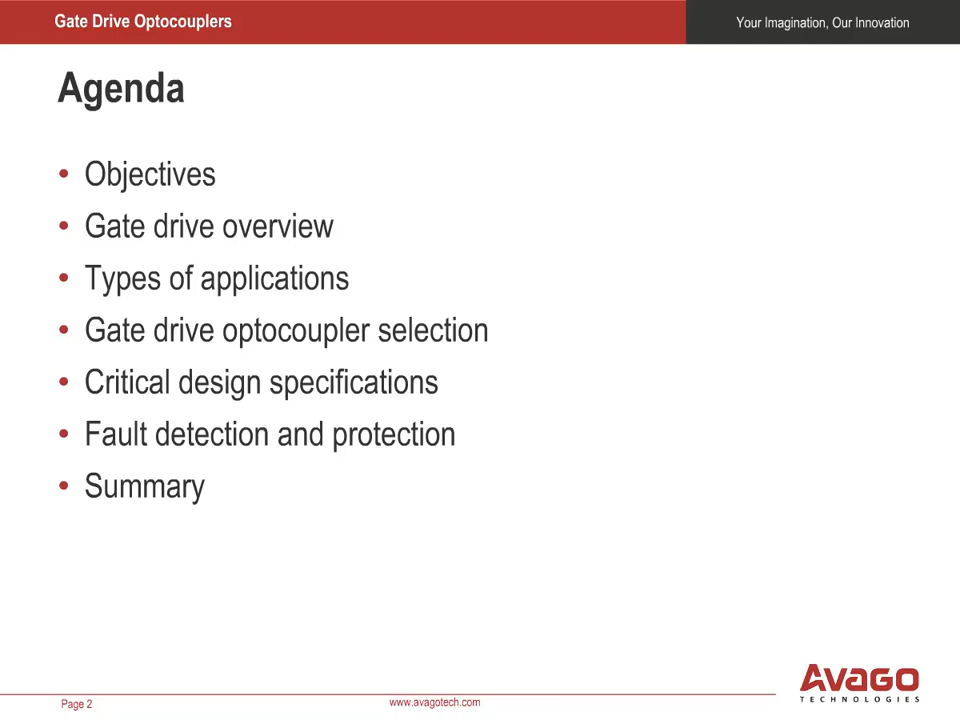 Gate Drive Optocouplers
Your Imagination, Our Innovation
Agenda
• Objectives
• Gate drive overview
• Types of applications
• Gate drive optocoupler selection
• Critical design specifications
• Fault detection and protection
• Summary
AVAGO
TECHNOLOGIES
Page 2
www.avagotech.com